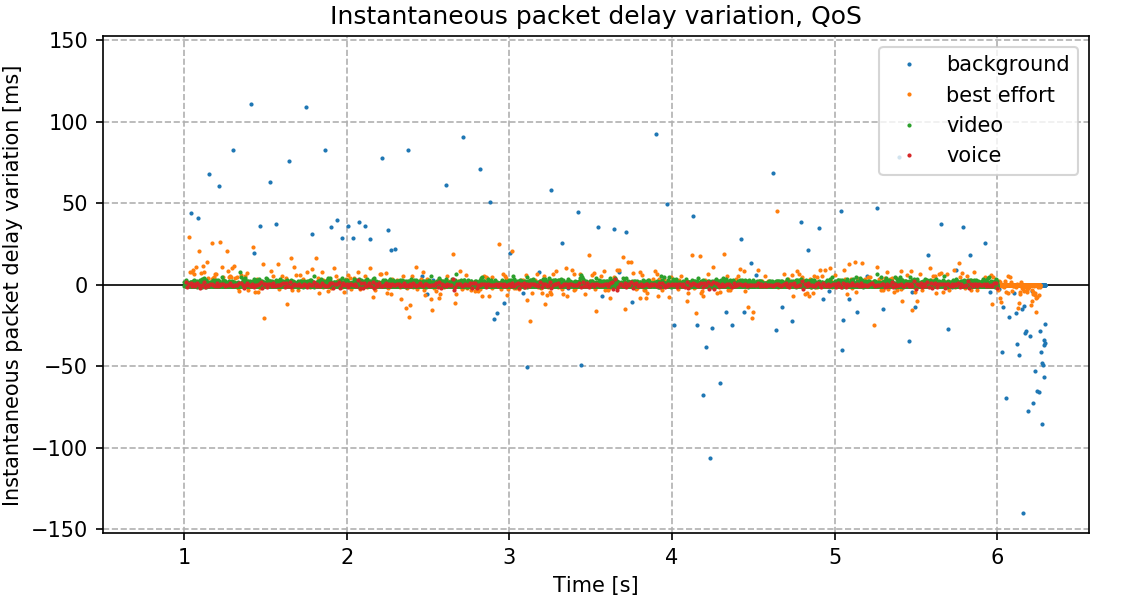 Instantaneous packet delay variation, QoS
Instantaneous packet delay variation [ms]
150
100
50
0
−50
−100
−150
background
best effort
video
voice
1 2 3 4 5 6
Time [s]